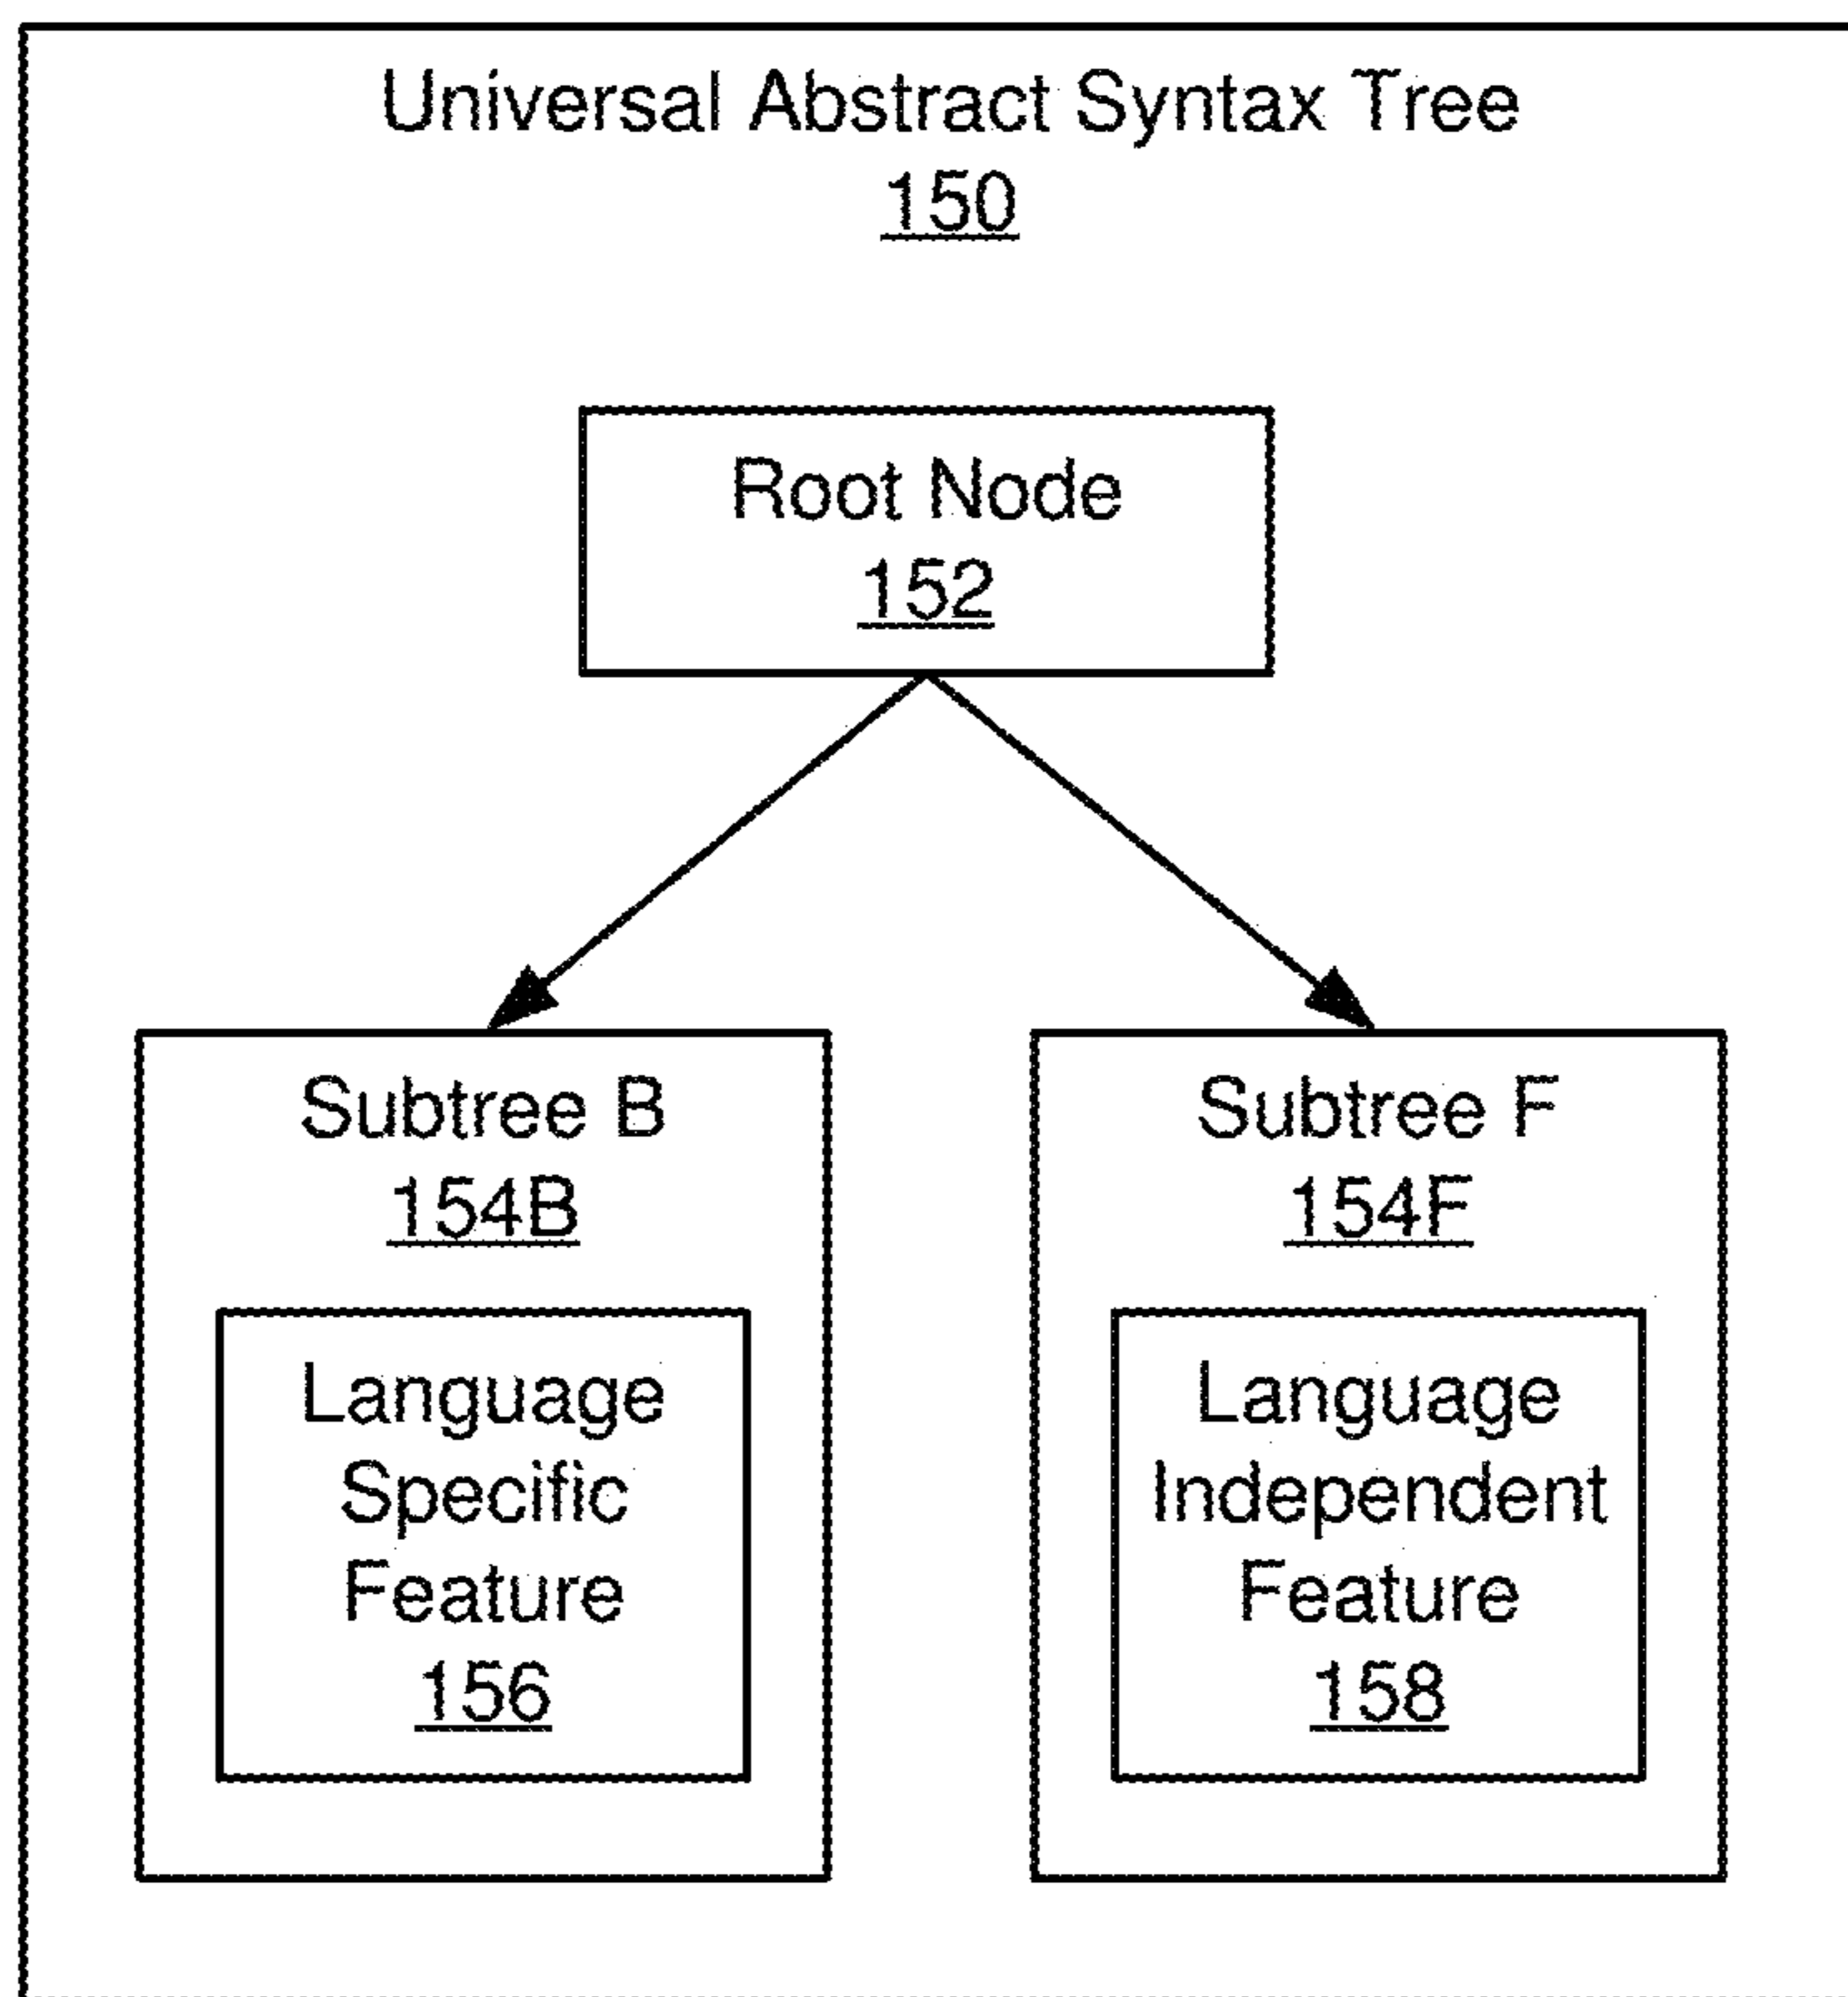 Universal Abstract Syntax Tree
150
Root Node
152
Subtree B
154B
Language
Specific
Feature
156
Subtree F
154F
Language
Independent
Feature
158